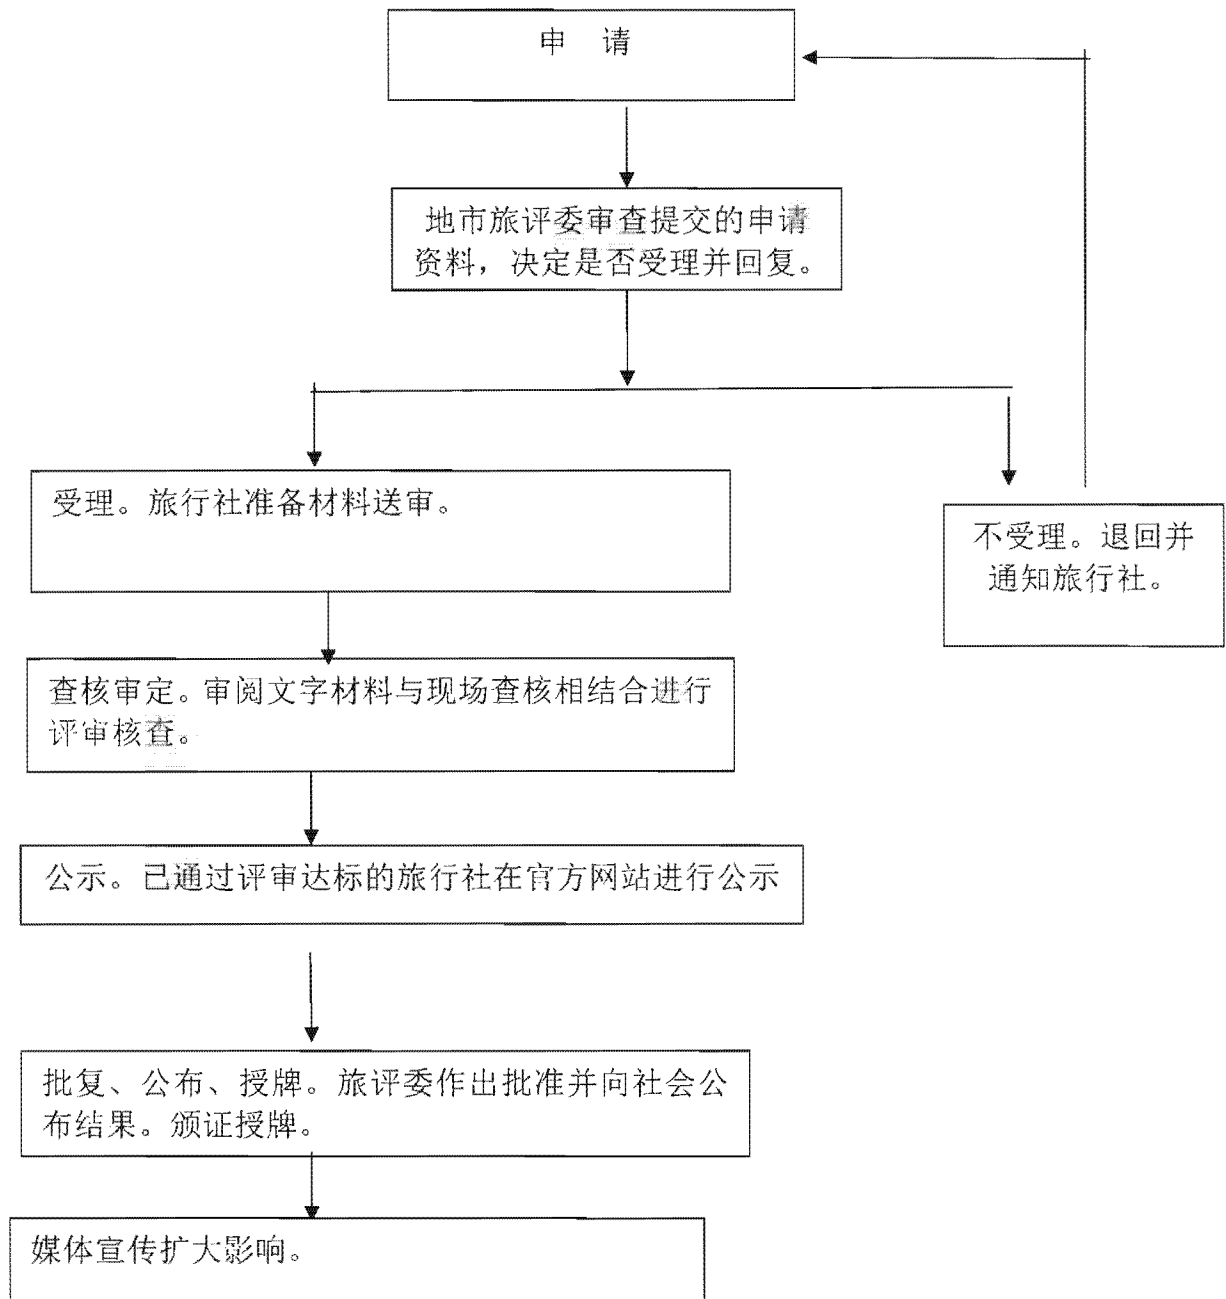 申 请
地市旅评委审查提交的申请
资料，决定是否受理并回复。
受理。旅行社准备材料送审。
不受理。退回并
通知旅行社。
查核审定。审阅文字材料与现场查核相结合进行
评审核查。
公示。已通过评审达标的旅行社在官方网站进行公示
批复、公布、授牌。旅评委作出批准并向社会公
布结果。颁证授牌。
媒体宣传扩大影响。